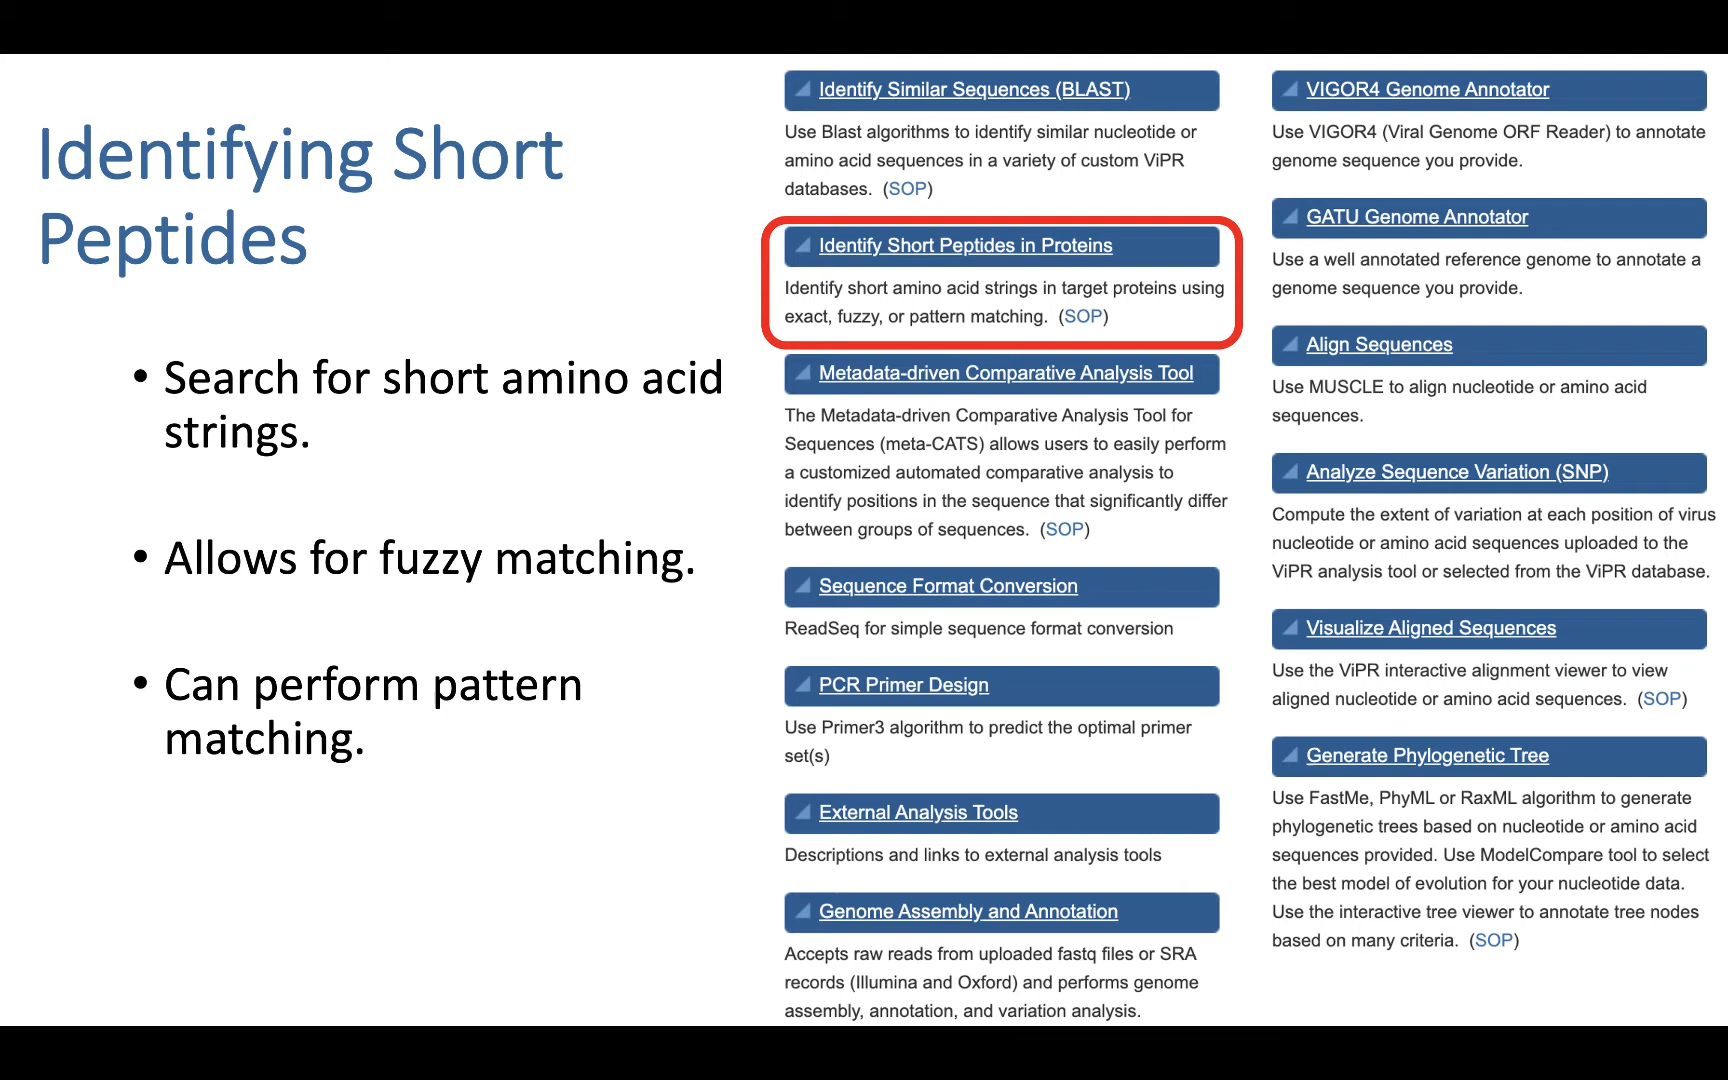 Identifying Short
Peptides
• Search for short amino acid
strings.
• Allows for fuzzy matching.
• Can perform pattern
matching.
Identify Similar Sequences (BLAST)
Use Blast algorithms to identify similar nucleotide or
amino acid sequences in a variety of custom ViPR
databases. (SOP)
Identify Short Peptides in Proteins
Identify short amino acid strings in target proteins using
exact, fuzzy, or pattern matching. (SOP)
Metadata-driven Comparative Analysis Tool
The Metadata-driven Comparative Analysis Tool for
Sequences (meta-CATS) allows users to easily perform
a customized automated comparative analysis to
identify positions in the sequence that significantly differ
between groups of sequences. (SOP)
Sequence Format Conversion
ReadSeq for simple sequence format conversion
PCR Primer Design
Use Primer3 algorithm to predict the optimal primer
set(s)
External Analysis Tools
Descriptions and links to external analysis tools
Genome Assembly and Annotation
Accepts raw reads from uploaded fastq files or SRA
records (Illumina and Oxford) and performs genome
assembly, annotation, and variation analysis.
VIGOR4 Genome Annotator
Use VIGOR4 (Viral Genome ORF Reader) to annotate
genome sequence you provide.
GATU Genome Annotator
Use a well annotated reference genome to annotate a
genome sequence you provide.
Align Sequences
Use MUSCLE to align nucleotide or amino acid
sequences.
Analyze Sequence Variation (SNP)
Compute the extent of variation at each position of virus
nucleotide or amino acid sequences uploaded to the
ViPR analysis tool or selected from the ViPR database.
Visualize Aligned Sequences
Use the ViPR interactive alignment viewer to view
aligned nucleotide or amino acid sequences. (SOP)
Generate Phylogenetic Tree
Use FastMe, PhyML or RaxML algorithm to generate
phylogenetic trees based on nucleotide or amino acid
sequences provided. Use ModelCompare tool to select
the best model of evolution for your nucleotide data.
Use the interactive tree viewer to annotate tree nodes
based on many criteria. (SOP)